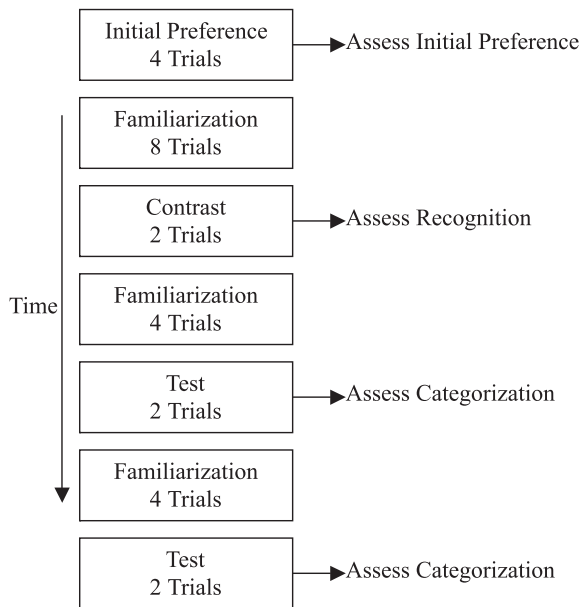 Initial Preference
4 Trials
Assess Initial Preference
Familiarization
8 Trials
Contrast
2 Trials
Assess Recognition
Time
Familiarization
4 Trials
Test
2 Trials
Assess Categorization
Familiarization
4 Trials
Test
2 Trials
Assess Categorization